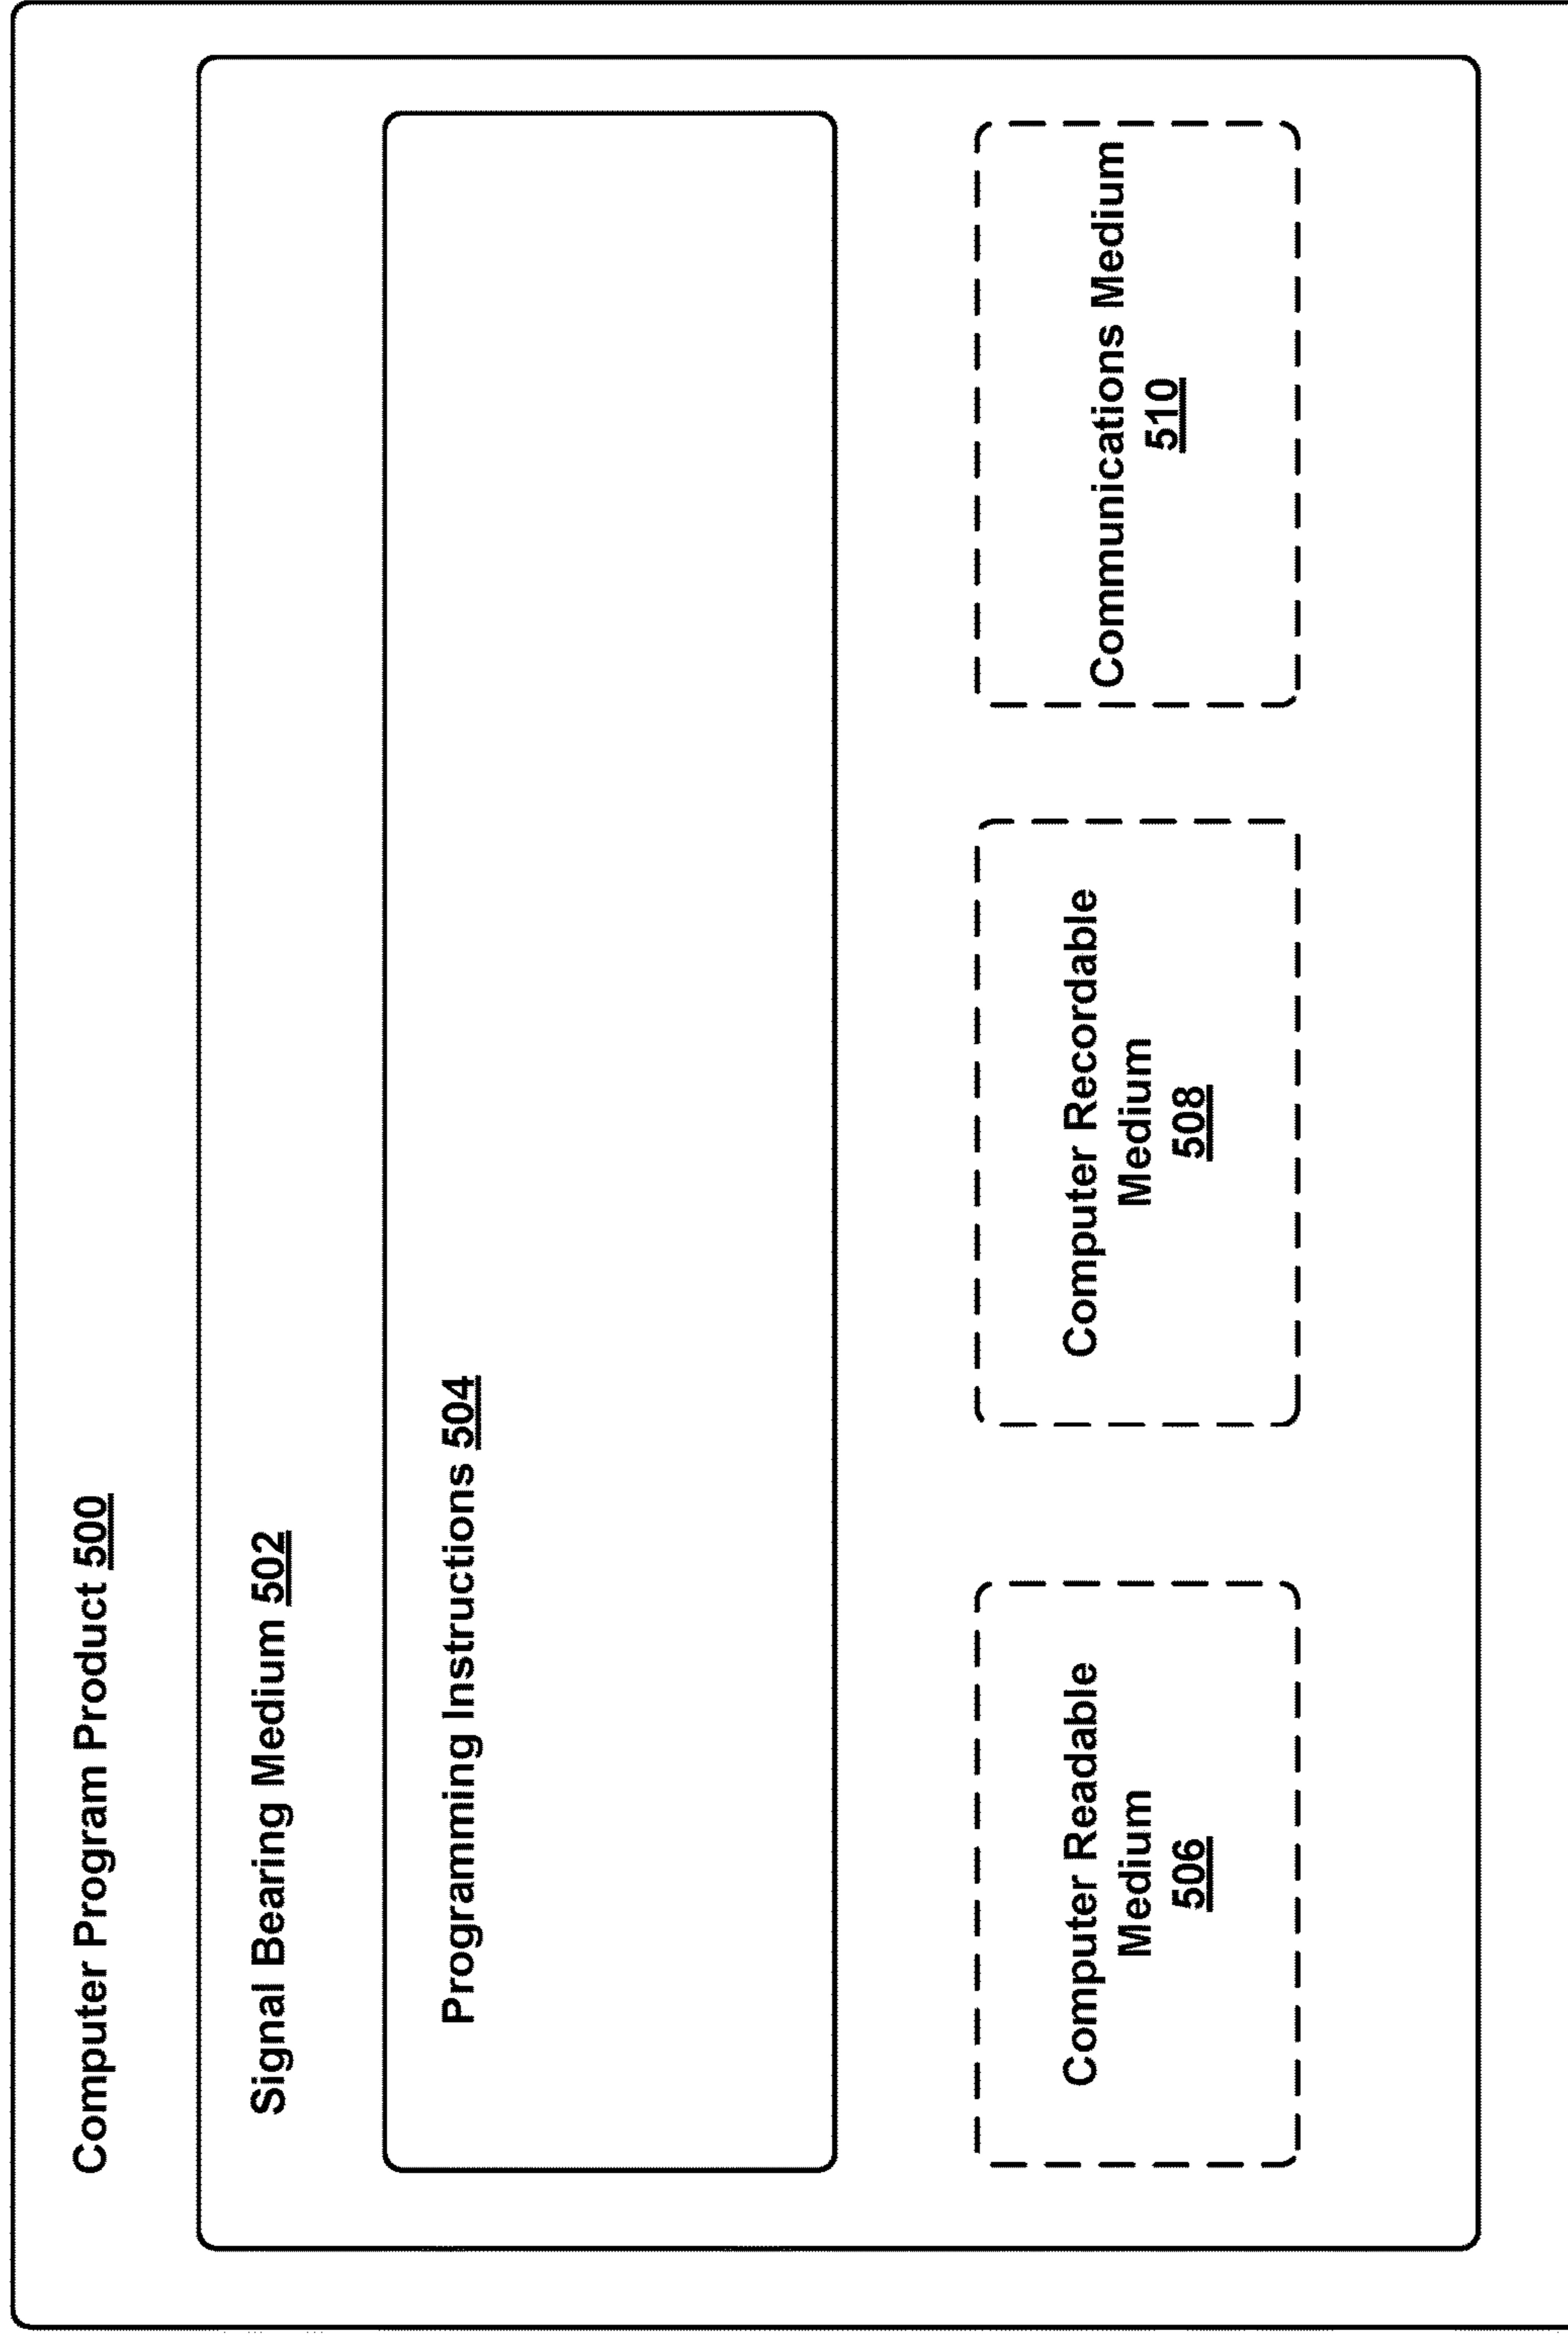 Computer Program Product 500
Signal Bearing Medium 502
Programming Instructions 504
Computer Readable
Medium
506
Computer Recordable
Medium
508
Communications Medium
510